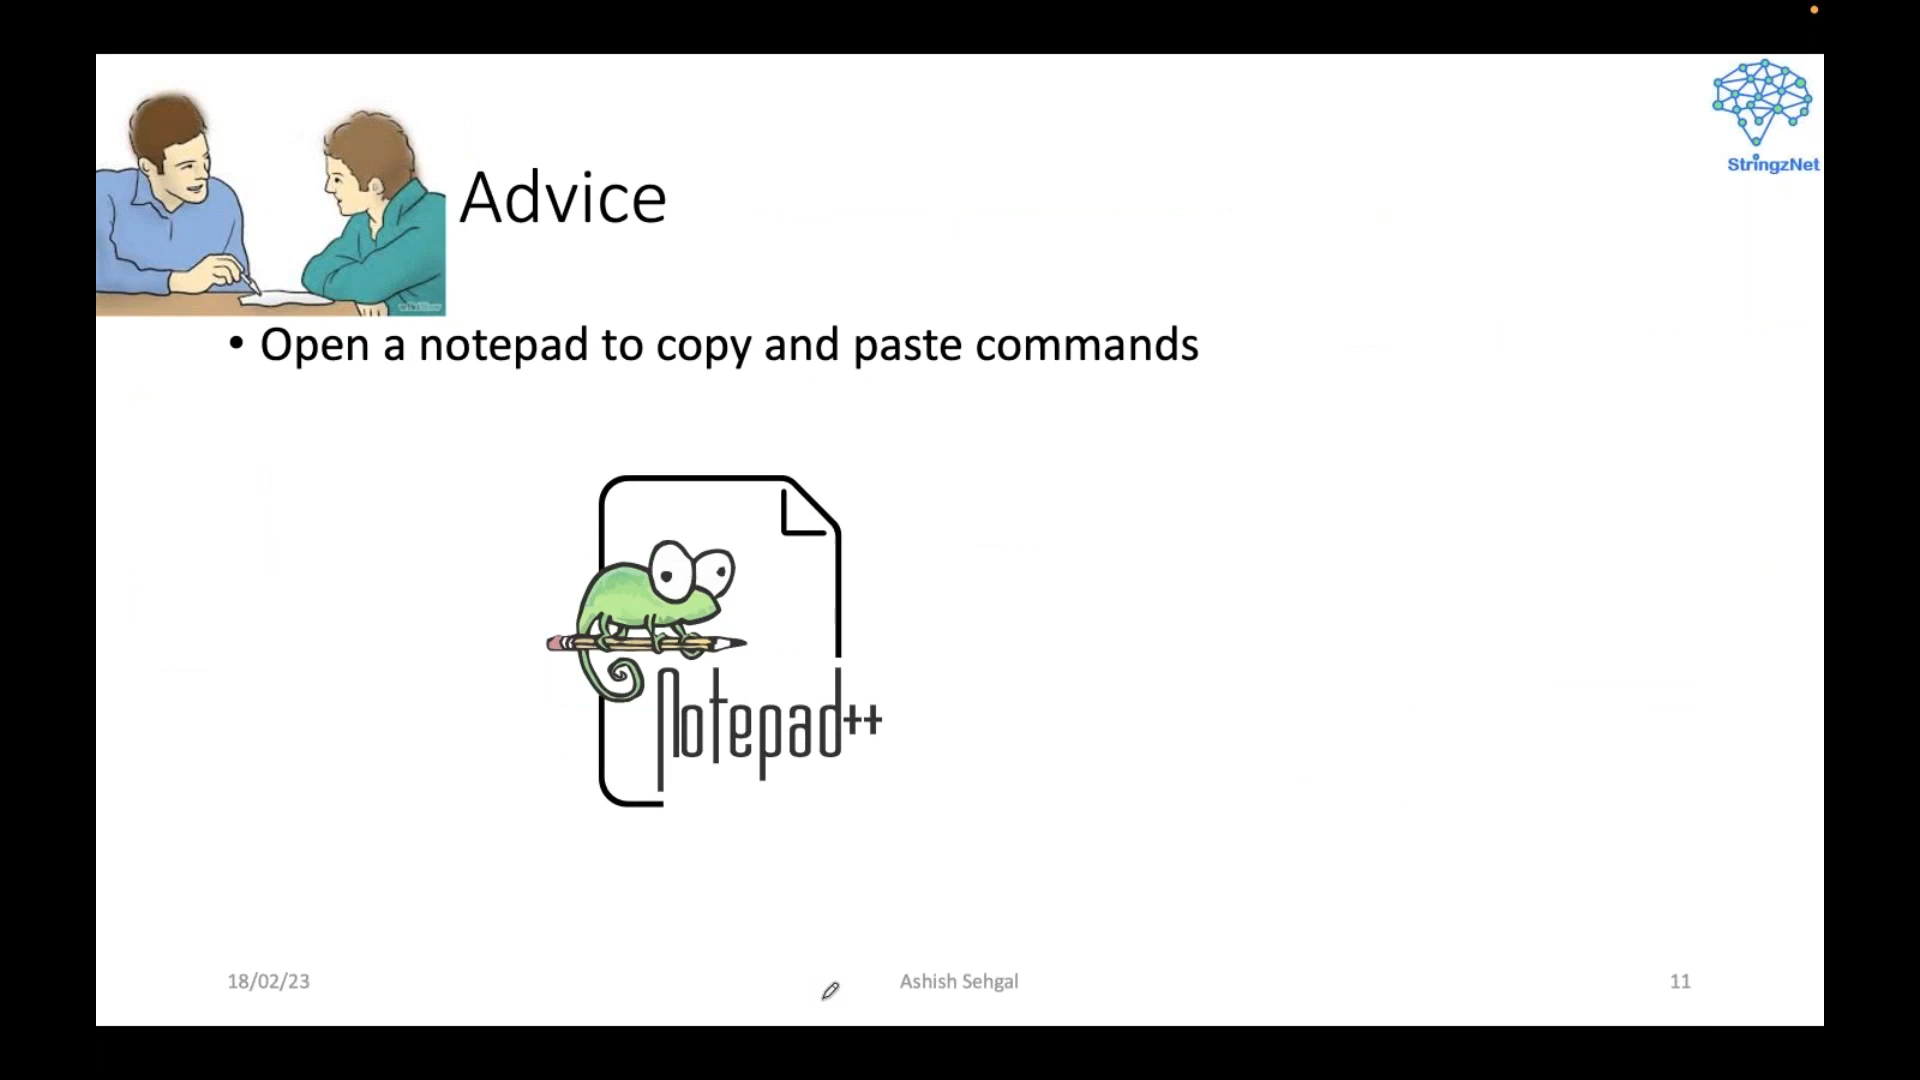 StringzNet
Advice
• Open a notepad to copy and paste commands
Notepad++
18/02/23
Ashish Sehgal
11